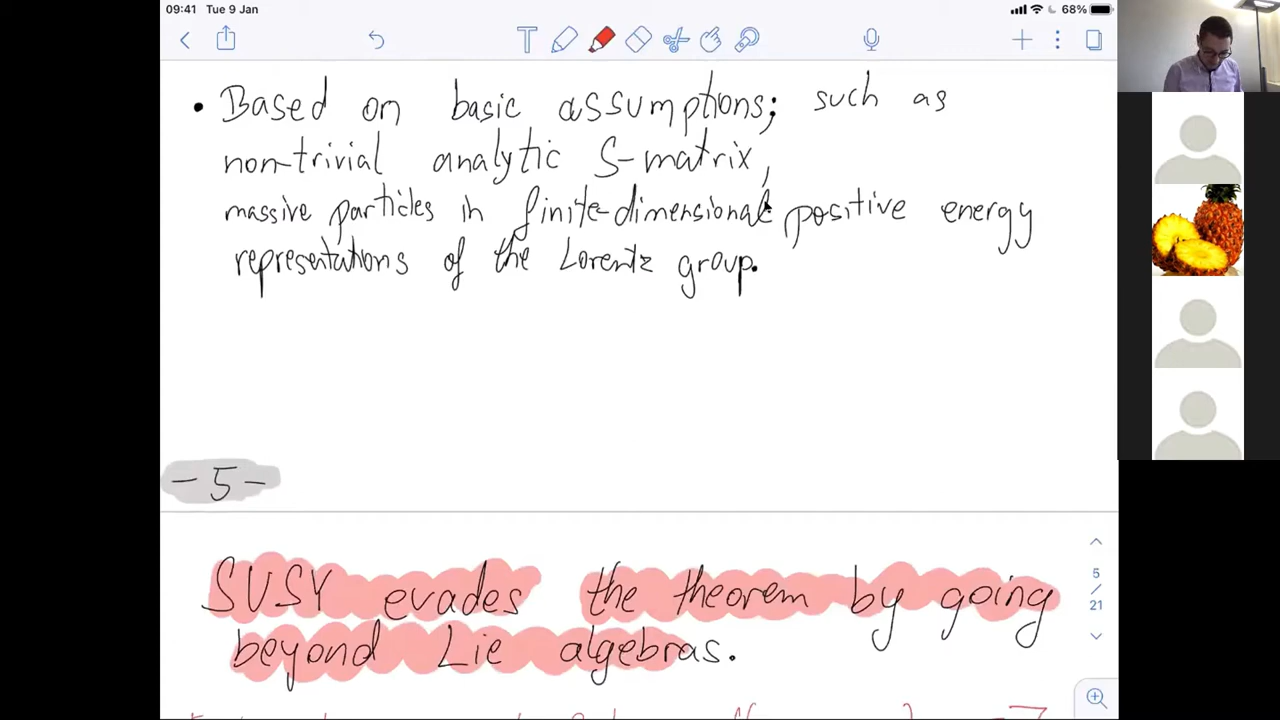 09:41 Tue 9 Jan
68%
• Based on basic assumptions; such as
non-trivial analytic S-matrix,
massive particles in finite-dimensional positive energy
representations of the Lorentz group.
- 5 -
5
/
21
SUSY evades the theorem by going
beyond Lie algebras.